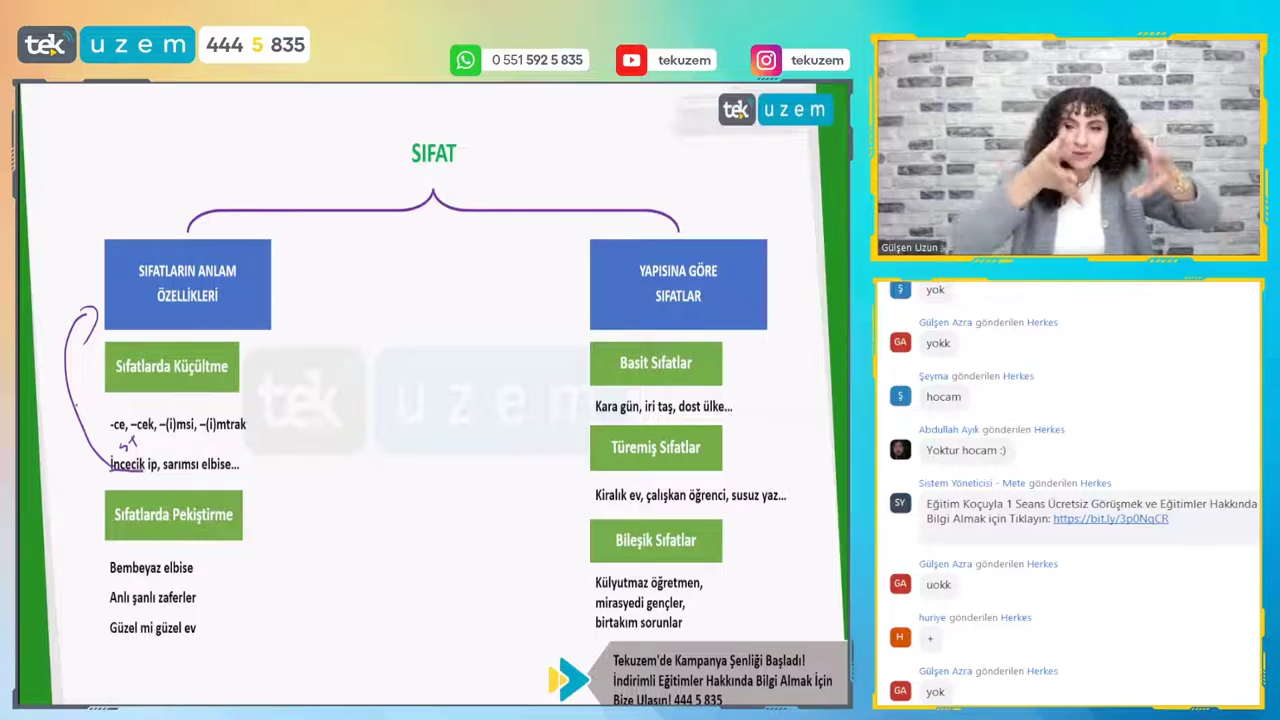 tek uzem 444 5 835
0 551 592 5 835
tekuzem
tekuzem
tek uzem
SIFAT
SIFATLARIN ANLAM
ÖZELLİKLERİ
Sıfatlarda Küçültme
-ce, –cek, –(i)msi, –(i)mtrak
İncecik ip, sarımsı elbise...
Sıfatlarda Pekiştirme
Bembeyaz elbise
Anlı şanlı zaferler
Güzel mi güzel ev
YAPISINA GÖRE
SIFATLAR
Basit Sıfatlar
Kara gün, iri taş, dost ülke...
Türemiş Sıfatlar
Kiralık ev, çalışkan öğrenci, susuz yaz...
Bileşik Sıfatlar
Külyutmaz öğretmen,
mirasyedi gençler,
birtakım sorunlar
tek uzem
Tekuzem'de Kampanya Şenliği Başladı!
İndirimli Eğitimler Hakkında Bilgi Almak İçin
Bize Ulaşın! 444 5 835
Gülşen Uzun
Ş yok
Gülşen Azra gönderilen Herkes
GA yokk
Şeyma gönderilen Herkes
Ş hocam
Abdullah Ayık gönderilen Herkes
Yoktur hocam :)
Sistem Yöneticisi - Mete gönderilen Herkes
SY Eğitim Koçuyla 1 Seans Ücretsiz Görüşmek ve Eğitimler Hakkında
Bilgi Almak için Tıklayın: https://bit.ly/3p0NqCR
Gülşen Azra gönderilen Herkes
GA uokk
huriye gönderilen Herkes
H +
Gülşen Azra gönderilen Herkes
GA yok